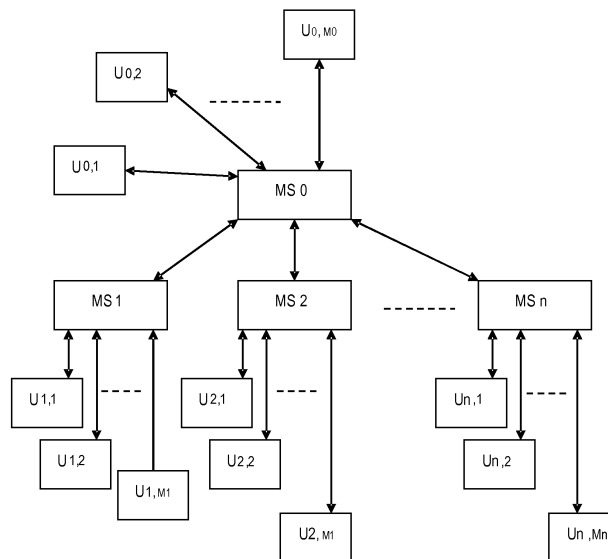 U0, M0
U0,2
U0,1
MS 0
MS 1
MS 2
MS n
U1,1
U2,1
Un,1
U1,2
U2,2
Un,2
U1, M1
U2, M1
Un , Mn